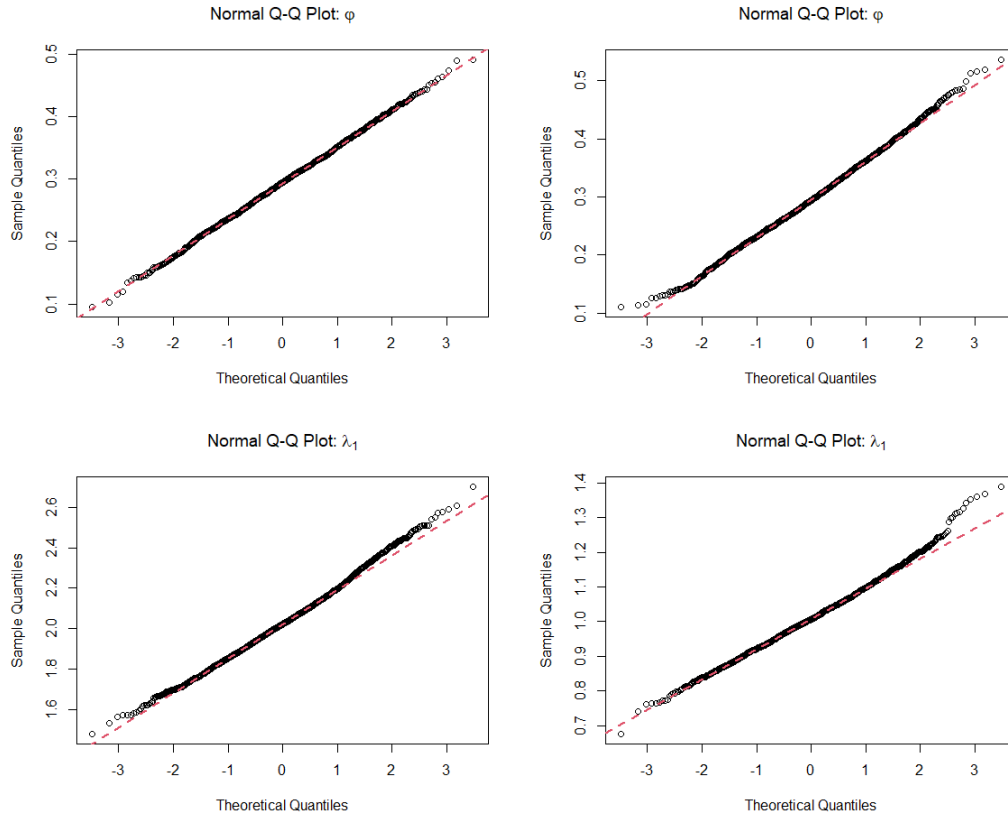 Normal Q-Q Plot: φ
Sample Quantiles
0.5
0.4
0.3
0.2
0.1
-3 -2 -1 0 1 2 3
Theoretical Quantiles
Normal Q-Q Plot: φ
Sample Quantiles
0.5
0.4
0.3
0.2
0.1
-3 -2 -1 0 1 2 3
Theoretical Quantiles
Normal Q-Q Plot: λ₁
Sample Quantiles
2.6
2.4
2.2
2.0
1.8
1.6
-3 -2 -1 0 1 2 3
Theoretical Quantiles
Normal Q-Q Plot: λ₁
Sample Quantiles
1.4
1.3
1.2
1.1
1.0
0.9
0.8
0.7
-3 -2 -1 0 1 2 3
Theoretical Quantiles